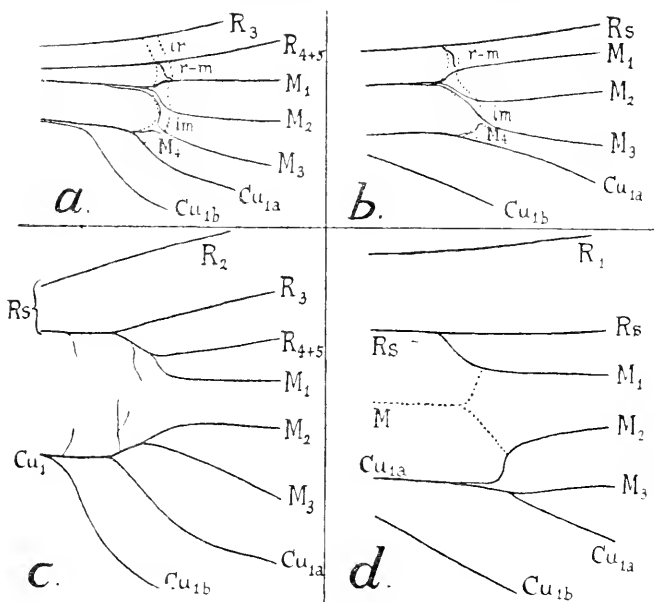 R3
ir
R4+5
r-m
M1
im
M2
M4
M3
Cu1a
Cu1b
a.
Rs
r-m
M1
M2
im
M4
M3
Cu1a
Cu1b
b.
R2
Rs
R3
R4+5
M1
M2
Cu1
M3
Cu1a
Cu1b
c.
R1
Rs
Rs
M1
M
M2
Cu1a
M3
Cu1a
Cu1b
d.